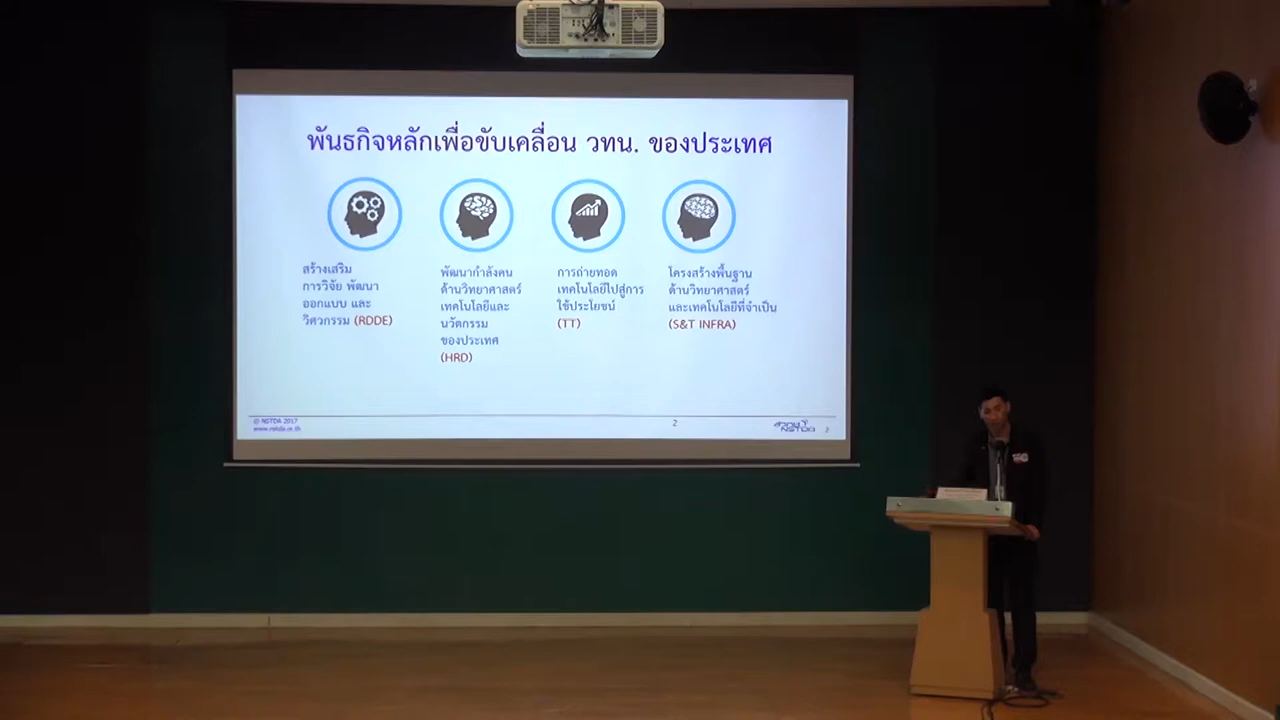 พันธกิจหลักเพื่อขับเคลื่อน วทน. ของประเทศ
สร้างเสริม
การวิจัย พัฒนา
ออกแบบ และ
วิศวกรรม (RDDE)
พัฒนากำลังคน
ด้านวิทยาศาสตร์
เทคโนโลยีและ
นวัตกรรม
ของประเทศ
(HRD)
การถ่ายทอด
เทคโนโลยีไปสู่การ
ใช้ประโยชน์
(TT)
โครงสร้างพื้นฐาน
ด้านวิทยาศาสตร์
และเทคโนโลยีที่จำเป็น
(S&T INFRA)
© NSTDA 2017
www.nstda.or.th
2
สวทช
NSTDA
2